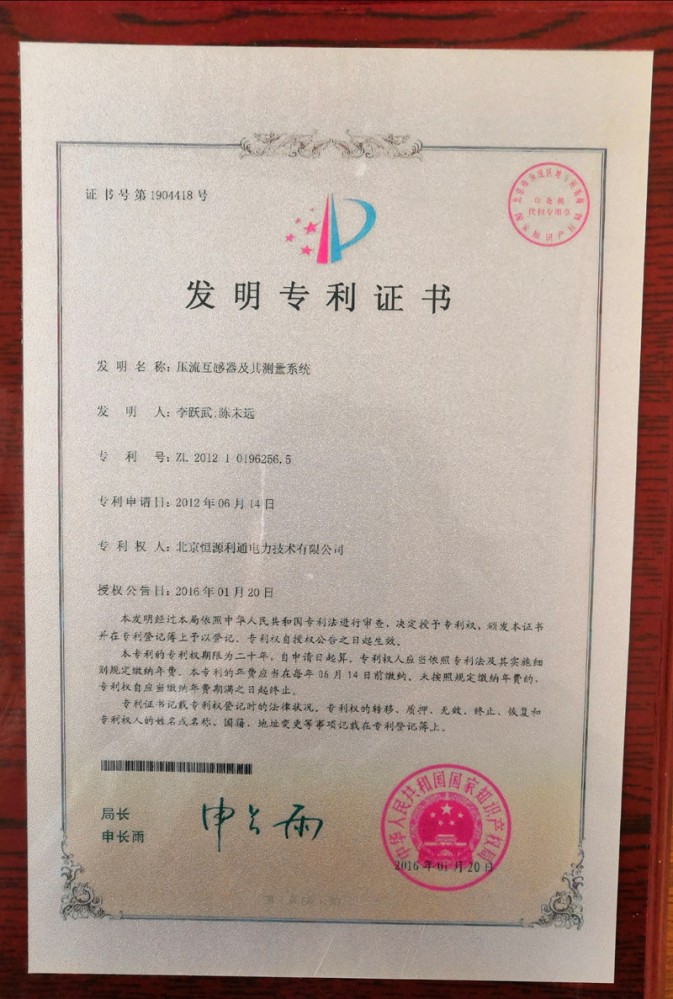 证书号第1904418号
发明专利证书
发明名称：压流互感器及其测量系统
发明人：李跃武;陈未远
专利号：ZL 2012 1 0196256.5
专利申请日：2012年06月14日
专利权人：北京恒源利通电力技术有限公司
授权公告日：2016年01月20日
本发明经过本局依照中华人民共和国专利法进行审查，决定授予专利权，颁发本证书
并在专利登记簿上予以登记。专利权自授权公告之日起生效。
本专利的专利权期限为二十年，自申请日起算。专利权人应当依照专利法及其实施细
则规定缴纳年费。本专利的年费应当在每年06月14日前缴纳。未按照规定缴纳年费的，
专利权自应当缴纳年费期满之日起终止。
专利证书记载专利权登记时的法律状况。专利权的转移、质押、无效、终止、恢复和
专利权人的姓名或名称、国籍、地址变更等事项记载在专利登记簿上。
局长
申长雨
申长雨
中华人民共和国国家知识产权局
2016年01月20日